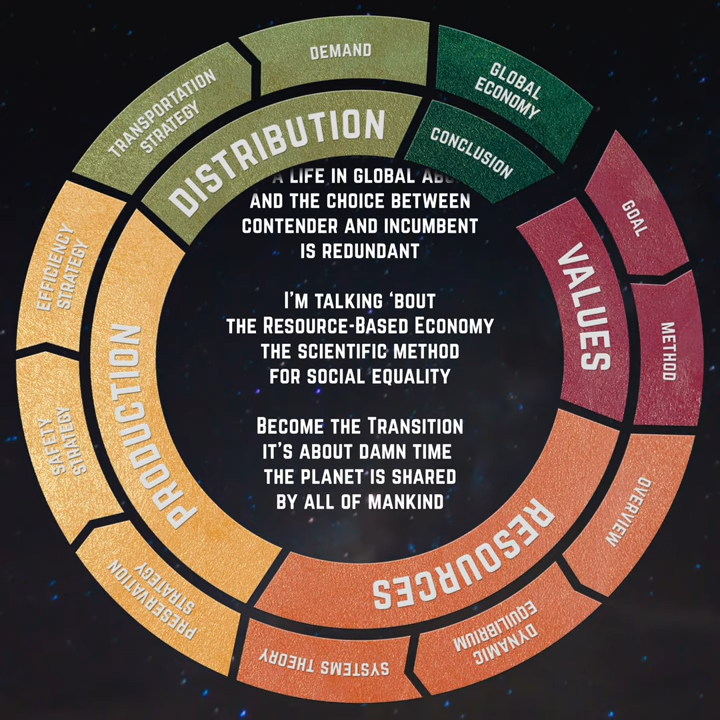 DEMAND
GLOBAL
ECONOMY
TRANSPORTATION
STRATEGY
DISTRIBUTION
CONCLUSION
A LIFE IN GLOBAL
AND THE CHOICE BETWEEN
CONTENDER AND INCUMBENT
IS REDUNDANT
I'M TALKING ‘BOUT
THE RESOURCE-BASED ECONOMY
THE SCIENTIFIC METHOD
FOR SOCIAL EQUALITY
BECOME THE TRANSITION
IT'S ABOUT DAMN TIME
THE PLANET IS SHARED
BY ALL OF MANKIND
GOAL
METHOD
VALUES
OVERVIEW
DYNAMIC
EQUILIBRIUM
SYSTEMS THEORY
RESOURCES
PRESERVATION
STRATEGY
SAFETY
STRATEGY
EFFICIENCY
STRATEGY
PRODUCTION